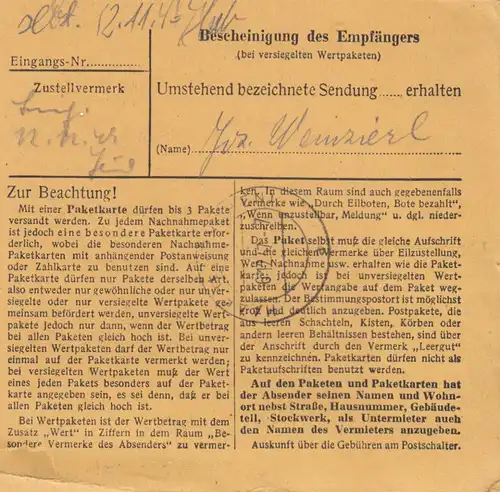 12.11.43
Bescheinigung des Empfängers
(bei versiegelten Wertpaketen)
Eingangs-Nr.
Zustellvermerk
Umstehend bezeichnete Sendung ...... erhalten
(Name) Jos. Weinzierl
Zur Beachtung!
Mit einer Paketkarte dürfen bis 3 Pakete
versandt werden. Zu jedem Nachnahmepaket
ist jedoch eine besondere Paketkarte erforder-
lich, wobei die besonderen Nachnahme-
Paketkarten mit anhängender Postanweisung
oder Zahlkarte zu benutzen sind. Auf eine
Paketkarte dürfen nur Pakete derselben Art,
also entweder nur gewöhnliche oder nur unver-
siegelte oder nur versiegelte Wertpakete ge-
meinsam befördert werden, unversiegelte Wert-
pakete jedoch nur dann, wenn der Wertbetrag
bei allen Paketen gleich hoch ist. Bei unver-
siegelten Wertpaketen darf der Wertbetrag nur
einmal auf der Paketkarte vermerkt werden;
bei versiegelten Wertpaketen muß der Wert
eines jeden Pakets besonders auf der Paket-
karte angegeben sein, es sei denn, daß er bei
allen Paketen gleich hoch ist.
Bei Wertpaketen ist der Wertbetrag mit dem
Zusatz „Wert" in Ziffern in dem Raum „Be-
sondere Vermerke des Absenders" zu vermer-
ken. In diesem Raum sind auch gegebenenfalls
Vermerke wie „Durch Eilboten, Bote bezahlt",
„Wenn unzustellbar, Meldung" u. dgl. nieder-
zuschreiben.
Das Paket selbst muß die gleiche Aufschrift
und die gleichen Vermerke über Eilzustellung,
Wert, Nachnahme usw. erhalten wie die Paket-
karte; jedoch ist bei unversiegelten Wert-
paketen die Wertangabe auf dem Paket weg-
zulassen. Der Bestimmungspostort ist möglichst
groß und deutlich anzugeben. Postpakete, die
aus leeren Schachteln, Kisten, Körben oder
andern leeren Behältnissen bestehen, sind über
der Anschrift durch den Vermerk „Leergut"
zu kennzeichnen. Paketkarten dürfen nicht als
Paketaufschriften benutzt werden.
Auf den Paketen und Paketkarten hat
der Absender seinen Namen und Wohn-
ort nebst Straße, Hausnummer, Gebäude-
teil, Stockwerk, als Untermieter auch
den Namen des Vermieters anzugeben.
Auskunft über die Gebühren am Postschalter.